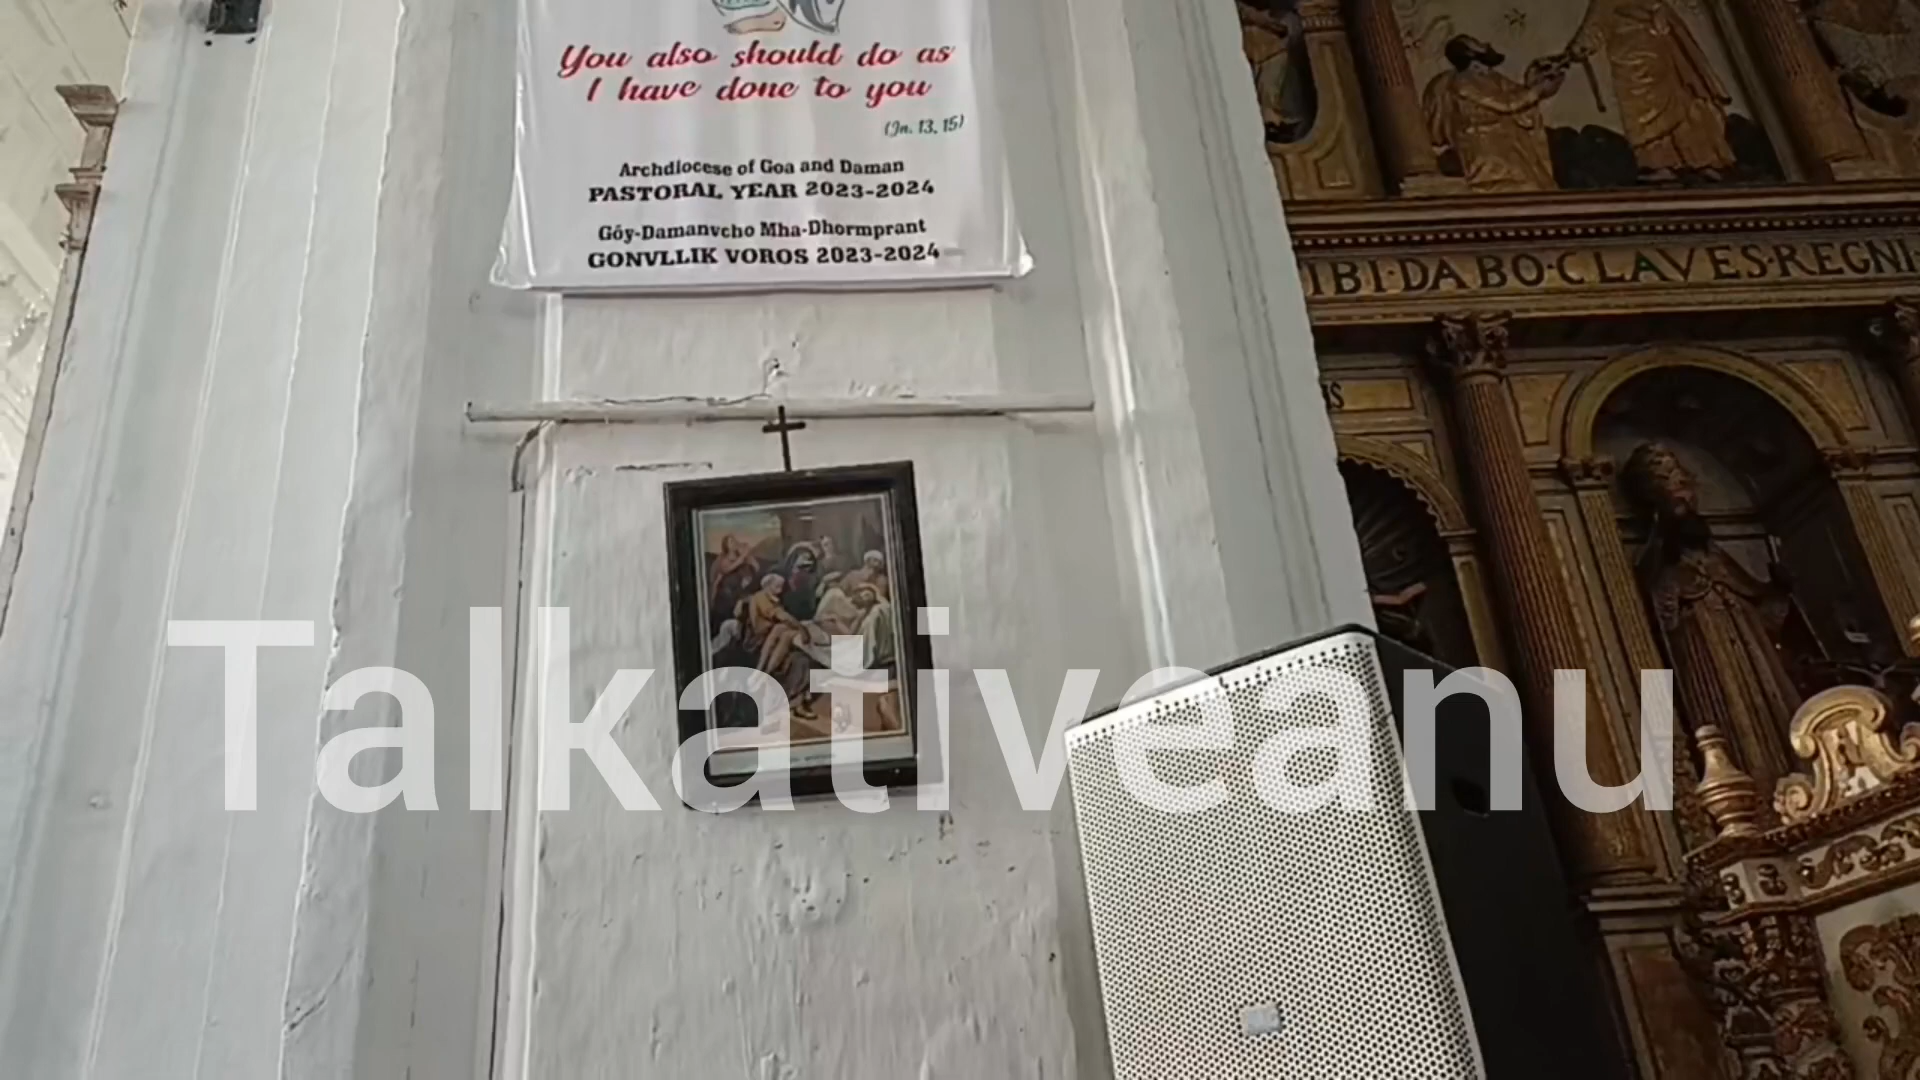 You also should do as
I have done to you
(Jn. 13, 15)
Archdiocese of Goa and Daman
PASTORAL YEAR 2023-2024
Gõy-Damanvcho Mha-Dhormprant
GONVLLIK VOROS 2023-2024
IBI·DABO·CLAVES·REGNI·
Talkativeanu